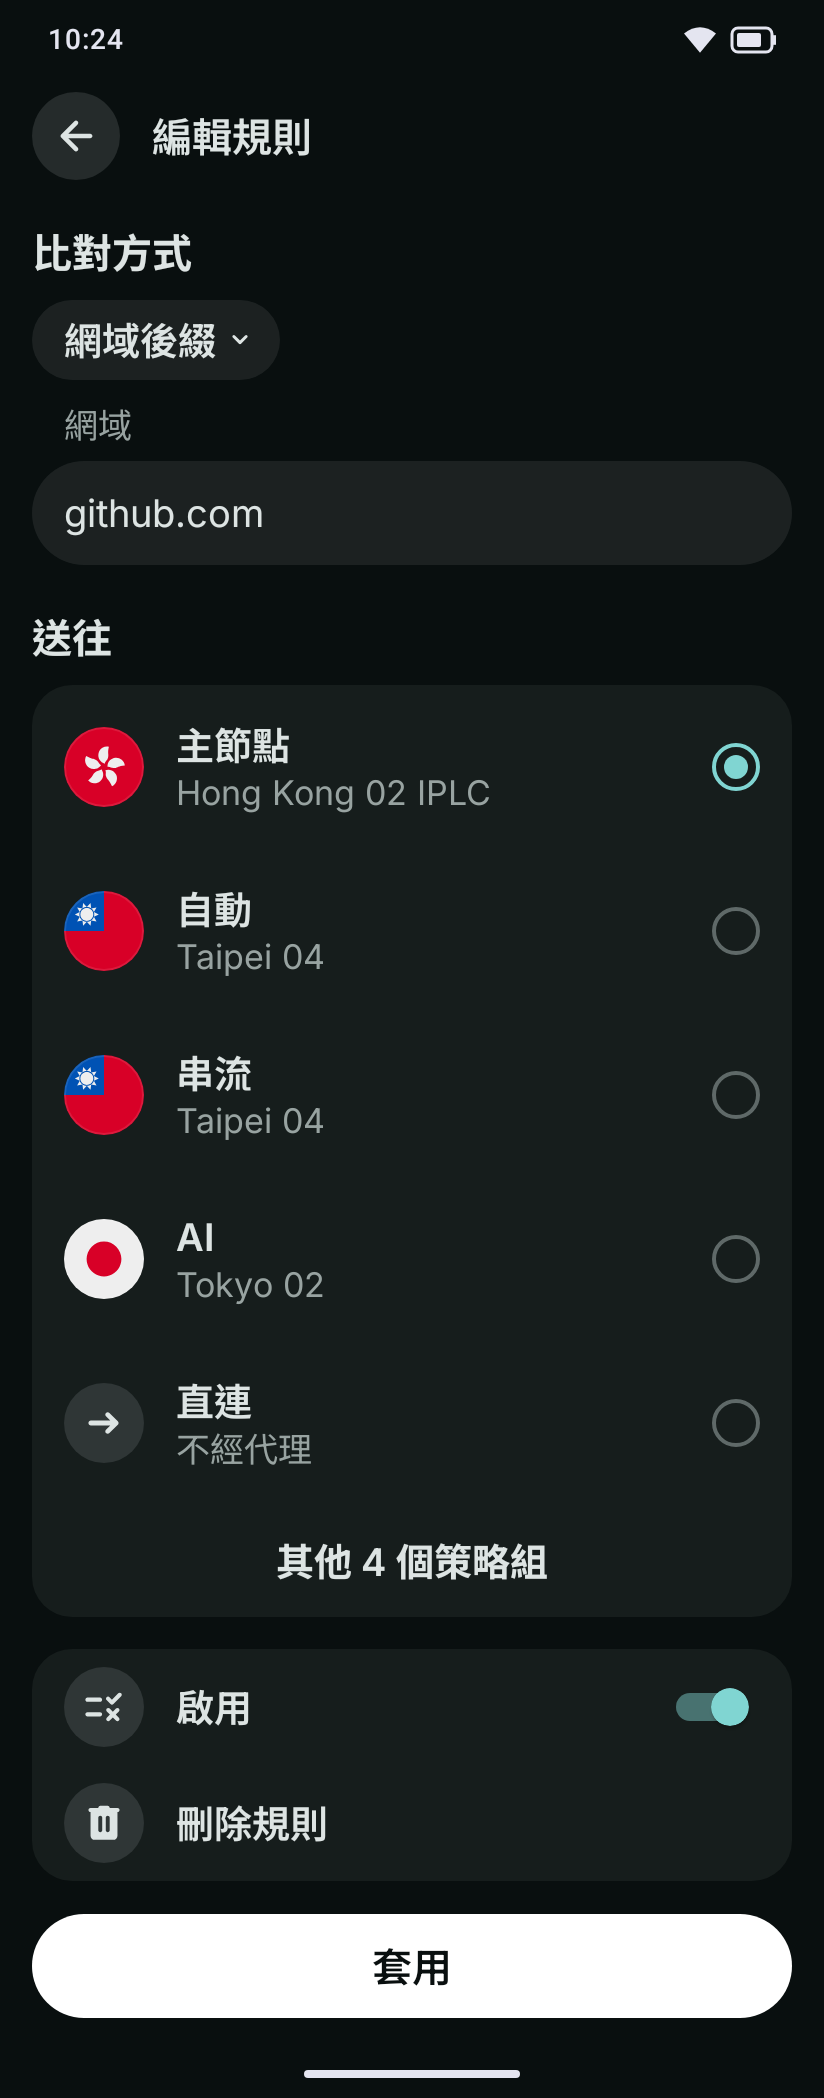 10:24
編輯規則
比對方式
網域後綴
網域
github.com
送往
主節點
Hong Kong 02 IPLC
自動
Taipei 04
串流
Taipei 04
AI
Tokyo 02
直連
不經代理
其他 4 個策略組
啟用
刪除規則
套用